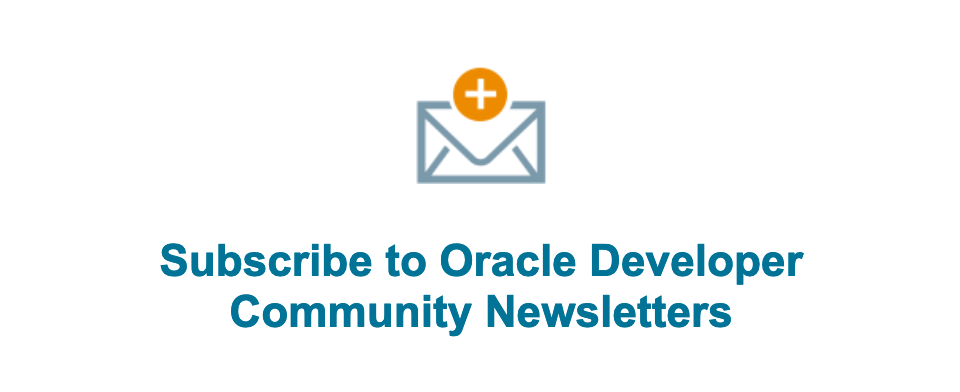 Subscribe to Oracle Developer
Community Newsletters